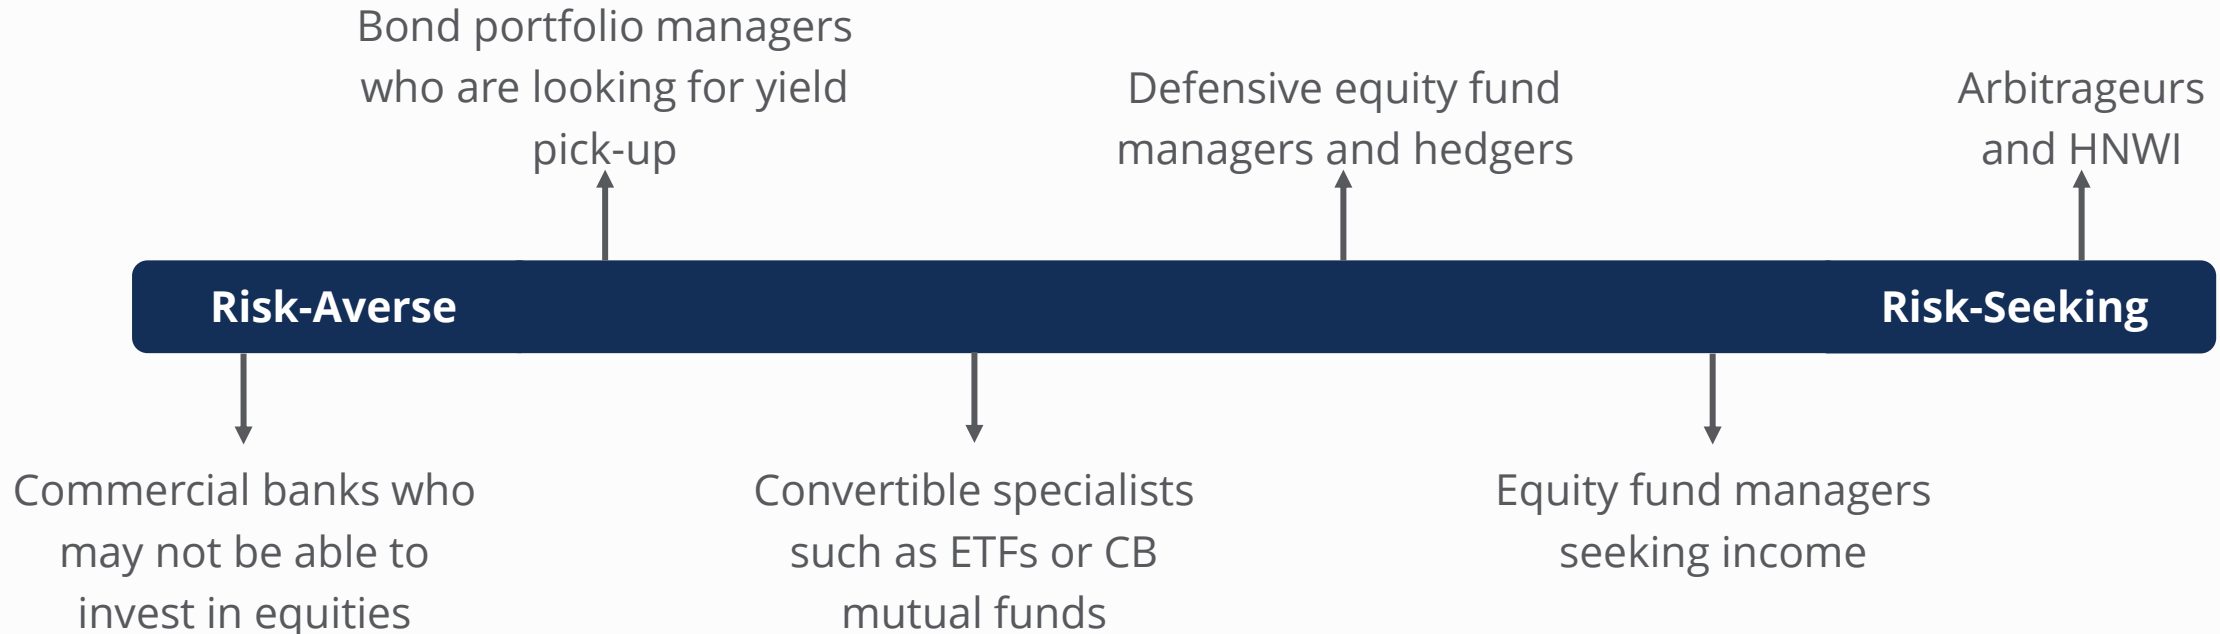 Bond portfolio managers
who are looking for yield
pick-up
Defensive equity fund
managers and hedgers
Arbitrageurs
and HNWI
Risk-Averse
Risk-Seeking
Commercial banks who
may not be able to
invest in equities
Convertible specialists
such as ETFs or CB
mutual funds
Equity fund managers
seeking income